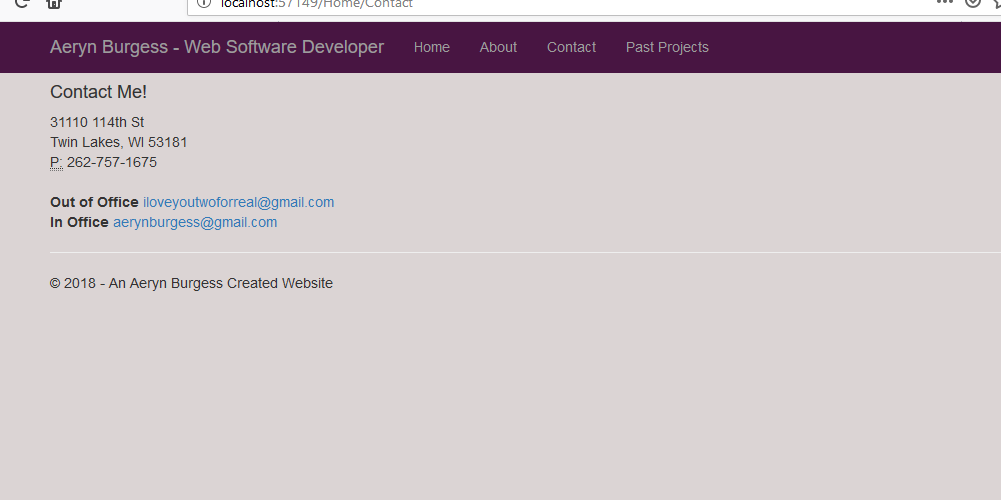 localhost:57149/Home/Contact
Aeryn Burgess - Web Software Developer Home About Contact Past Projects
Contact Me!
31110 114th St
Twin Lakes, WI 53181
P: 262-757-1675
Out of Office iloveyoutwoforreal@gmail.com
In Office aerynburgess@gmail.com
© 2018 - An Aeryn Burgess Created Website